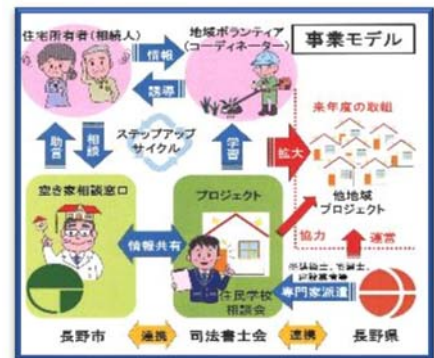 住宅所有者(相続人)
地域ボランティア
(コーディネーター)
事業モデル
情報
誘導
来年度の取組
助言
相談
ステップアップ
サイクル
学習
拡大
他地域
プロジェクト
空き家相談窓口
プロジェクト
情報共有
住民学校
相談会
協力
運営
専門家派遣
長野市
連携
司法書士会
連携
長野県